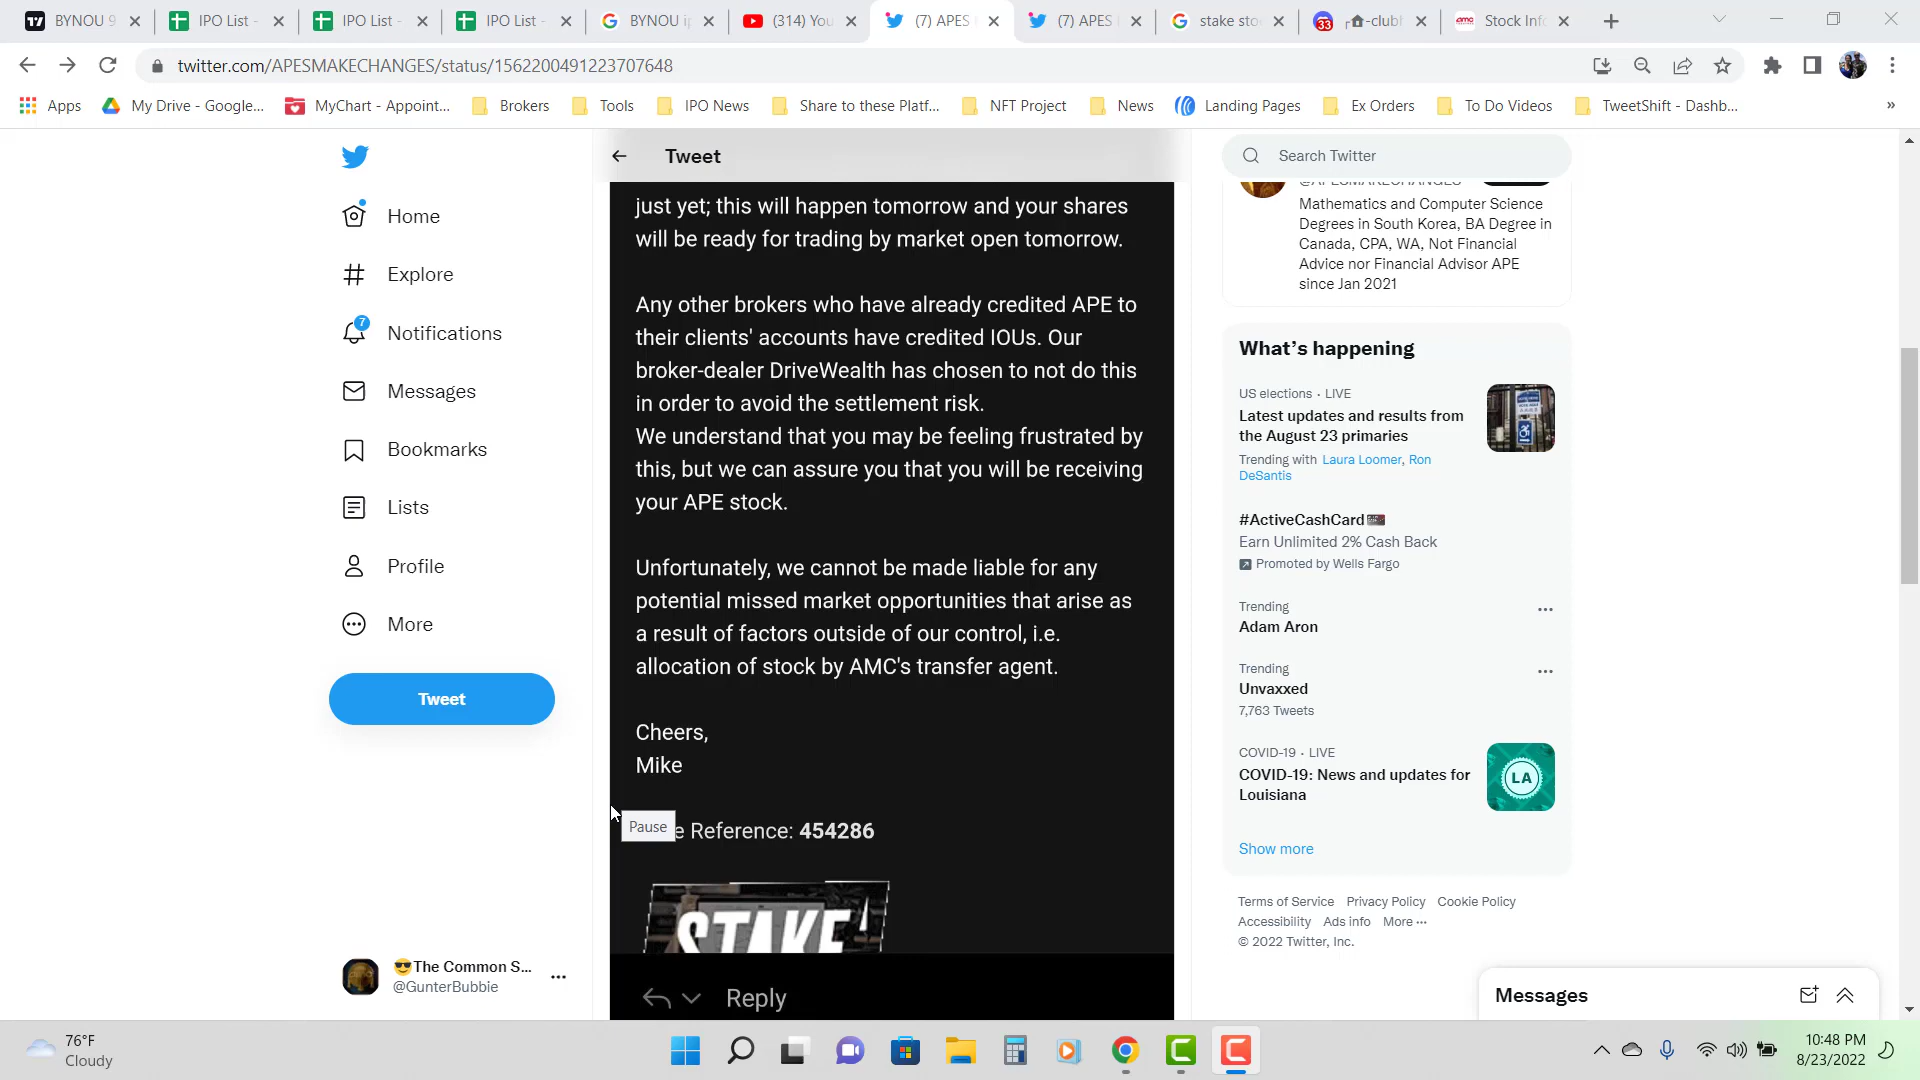 BYNOU 9
IPO List -
IPO List -
IPO List -
BYNOU ip
(314) You
(7) APES
(7) APES
stake sto
33
-clubh
amc
Stock Info
twitter.com/APESMAKECHANGES/status/1562200491223707648
Apps
My Drive - Google...
MyChart - Appoint...
Brokers
Tools
IPO News
Share to these Platf...
NFT Project
News
Landing Pages
Ex Orders
To Do Videos
TweetShift - Dashb...
»
Home
Explore
7
Notifications
Messages
Bookmarks
Lists
Profile
More
Tweet
😎The Common S...
@GunterBubbie
Tweet
just yet; this will happen tomorrow and your shares
will be ready for trading by market open tomorrow.
Any other brokers who have already credited APE to
their clients' accounts have credited IOUs. Our
broker-dealer DriveWealth has chosen to not do this
in order to avoid the settlement risk.
We understand that you may be feeling frustrated by
this, but we can assure you that you will be receiving
your APE stock.
Unfortunately, we cannot be made liable for any
potential missed market opportunities that arise as
a result of factors outside of our control, i.e.
allocation of stock by AMC's transfer agent.
Cheers,
Mike
Pause
e Reference: 454286
STAKE
Reply
Search Twitter
@APESMAKECHANGES
Mathematics and Computer Science
Degrees in South Korea, BA Degree in
Canada, CPA, WA, Not Financial
Advice nor Financial Advisor APE
since Jan 2021
What's happening
US elections · LIVE
Latest updates and results from
the August 23 primaries
Trending with Laura Loomer, Ron
DeSantis
#ActiveCashCard
Earn Unlimited 2% Cash Back
Promoted by Wells Fargo
Trending
Adam Aron
Trending
Unvaxxed
7,763 Tweets
COVID-19 · LIVE
COVID-19: News and updates for
Louisiana
LA
Show more
Terms of Service Privacy Policy Cookie Policy
Accessibility Ads info More ···
© 2022 Twitter, Inc.
Messages
76°F
Cloudy
10:48 PM
8/23/2022